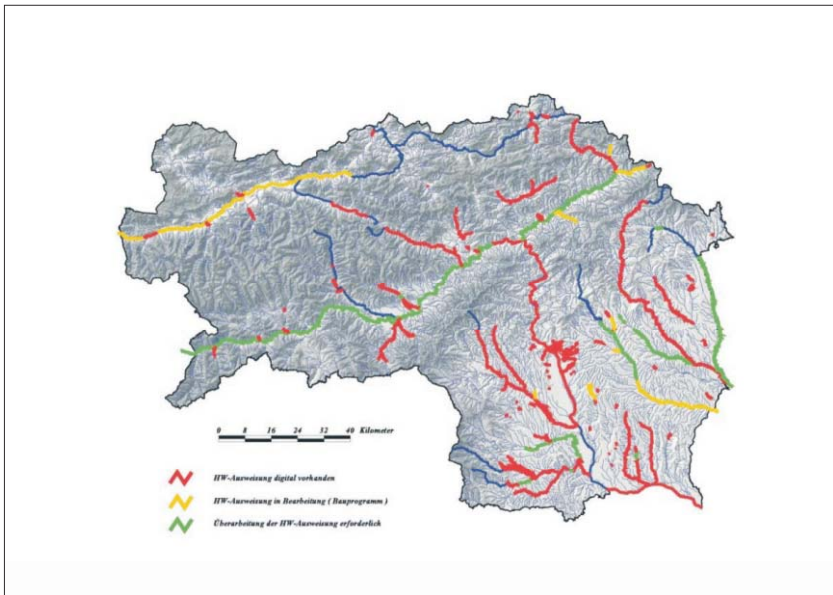 0 8 16 24 32 40 Kilometer
HW-Ausweisung digital vorhanden
HW-Ausweisung in Bearbeitung ( Bauprogramm )
Überarbeitung der HW-Ausweisung erforderlich